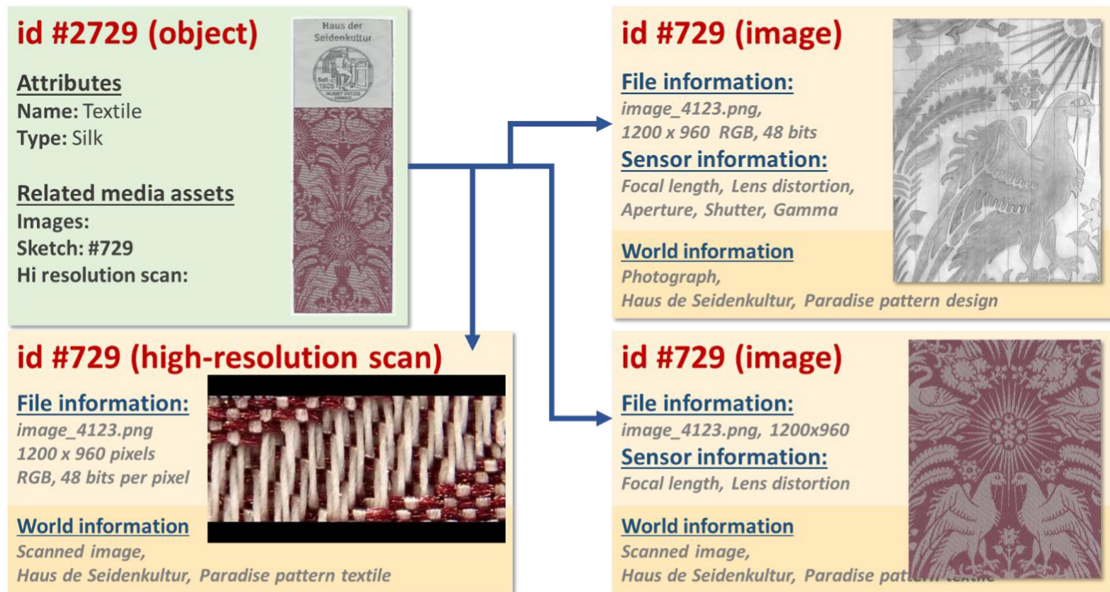 id #2729 (object)
Attributes
Name: Textile
Type: Silk
Related media assets
Images:
Sketch: #729
Hi resolution scan:
Haus der
Seidenkultur
id #729 (image)
File information:
image_4123.png,
1200 x 960 RGB, 48 bits
Sensor information:
Focal length, Lens distortion,
Aperture, Shutter, Gamma
World information
Photograph,
Haus de Seidenkultur, Paradise pattern design
id #729 (high-resolution scan)
File information:
image_4123.png
1200 x 960 pixels
RGB, 48 bits per pixel
World information
Scanned image,
Haus de Seidenkultur, Paradise pattern textile
id #729 (image)
File information:
image_4123.png, 1200x960
Sensor information:
Focal length, Lens distortion
World information
Scanned image,
Haus de Seidenkultur, Paradise pattern textile